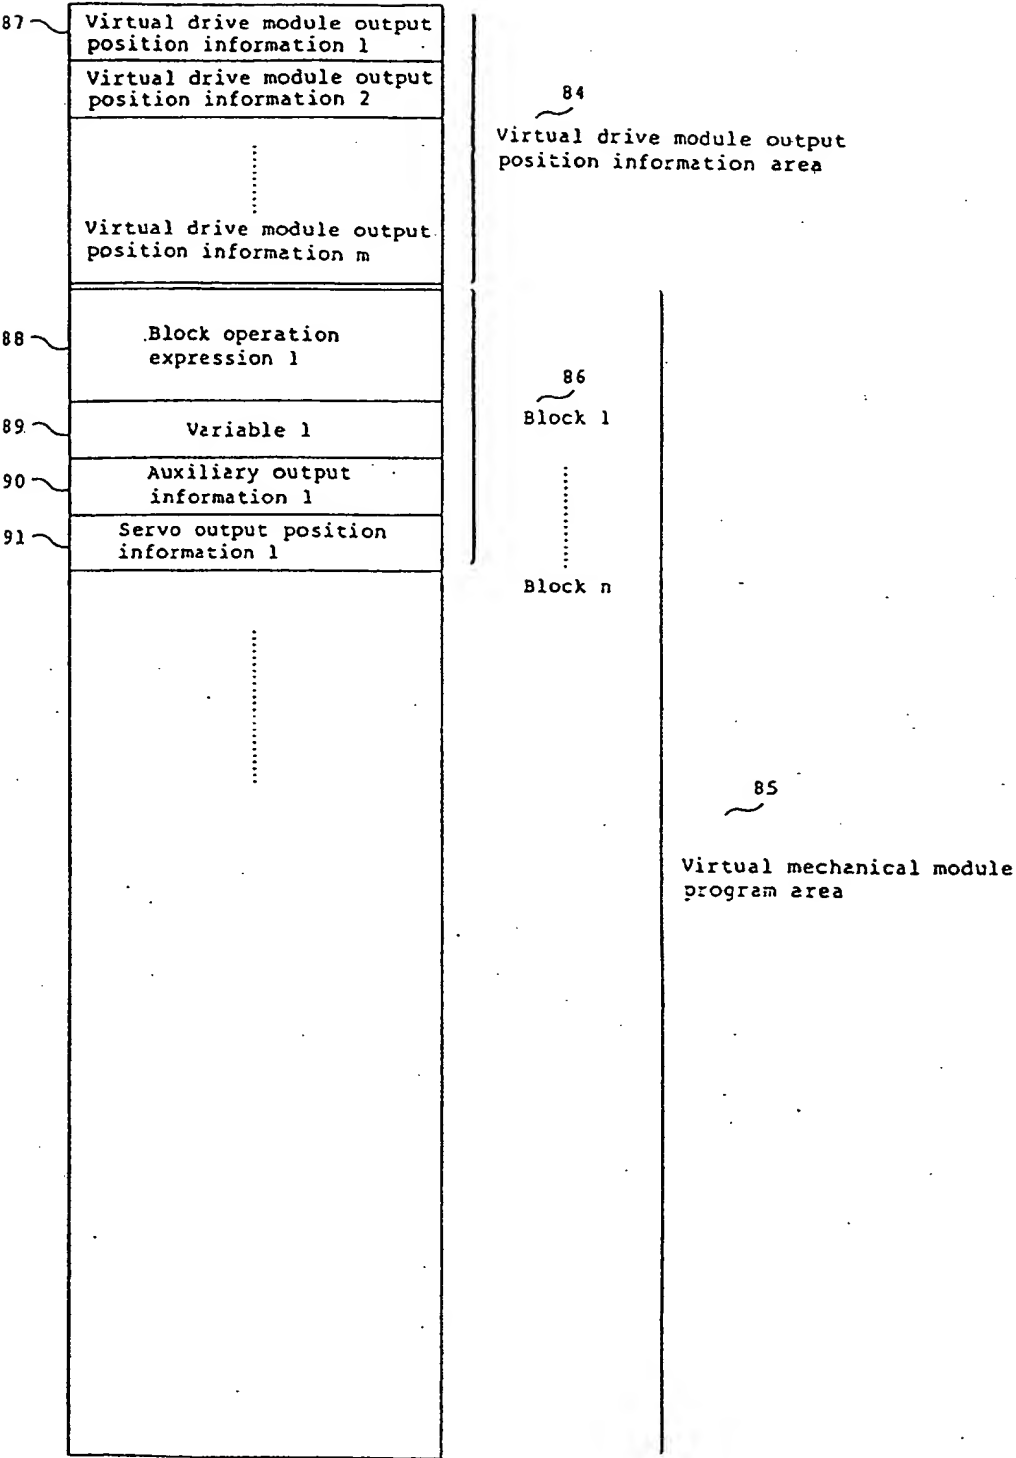 87
Virtual drive module output
position information 1
Virtual drive module output
position information 2
84
Virtual drive module output
position information area
Virtual drive module output
position information m
88
Block operation
expression 1
86
Block 1
89
Variable 1
90
Auxiliary output
information 1
91
Servo output position
information 1
Block n
85
Virtual mechanical module
program area